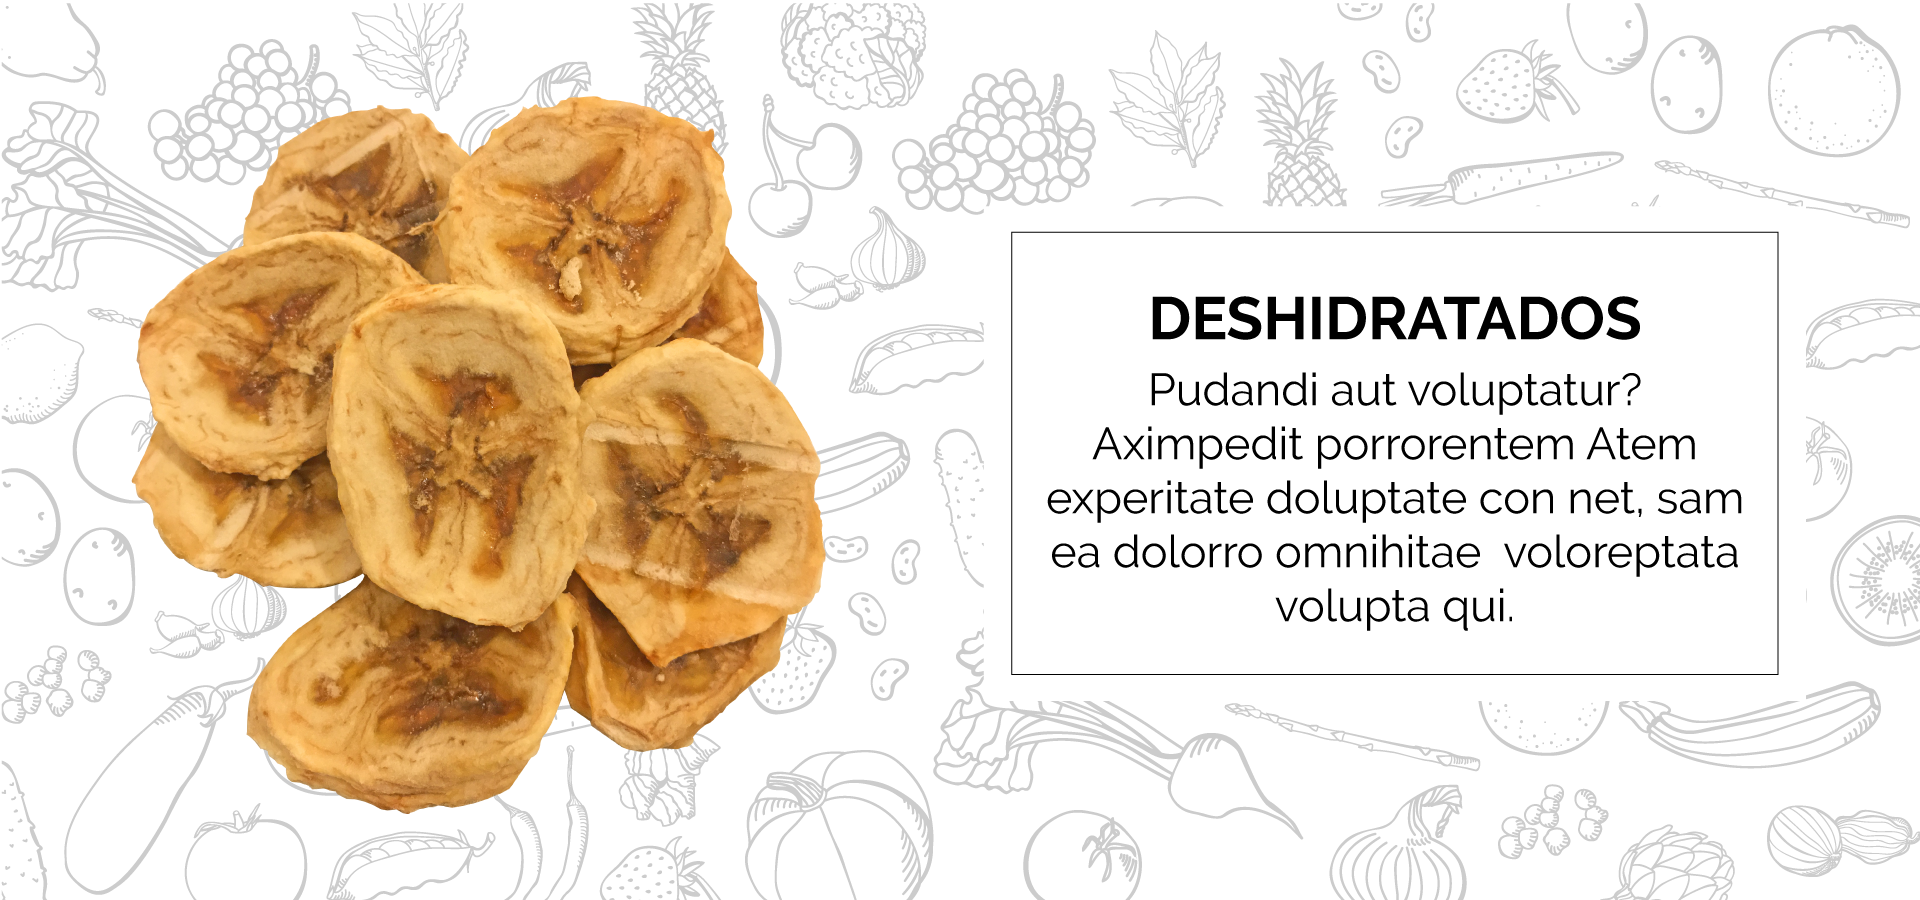 DESHIDRATADOS
Pudandi aut voluptatur?
Aximpedit porrorentem Atem
experitate doluptate con net, sam
ea dolorro omnihitae  voloreptata
volupta qui.